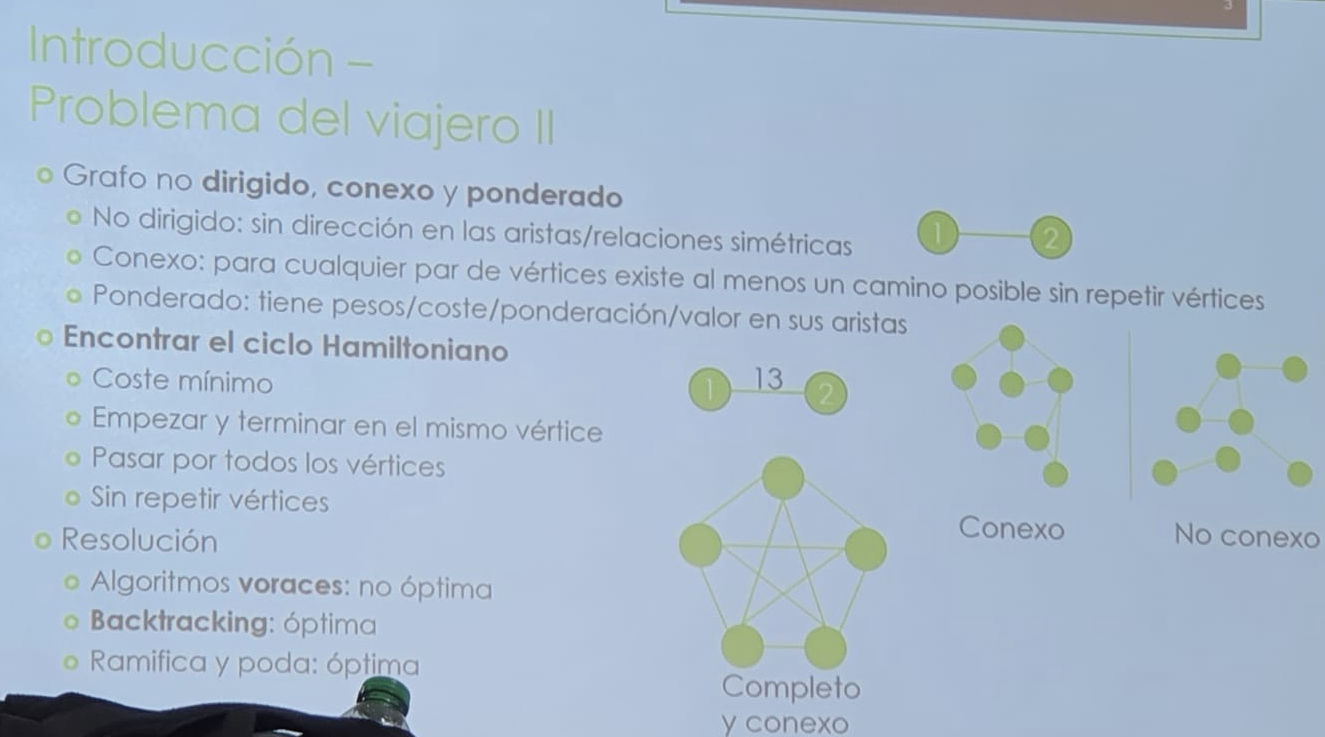 3
Introducción –
Problema del viajero II
Grafo no dirigido, conexo y ponderado
No dirigido: sin dirección en las aristas/relaciones simétricas
1 2
Conexo: para cualquier par de vértices existe al menos un camino posible sin repetir vértices
Ponderado: tiene pesos/coste/ponderación/valor en sus aristas
Encontrar el ciclo Hamiltoniano
1 13 2
Coste mínimo
Empezar y terminar en el mismo vértice
Pasar por todos los vértices
Sin repetir vértices
Conexo
No conexo
Resolución
Algoritmos voraces: no óptima
Backtracking: óptima
Ramifica y poda: óptima
Completo
y conexo